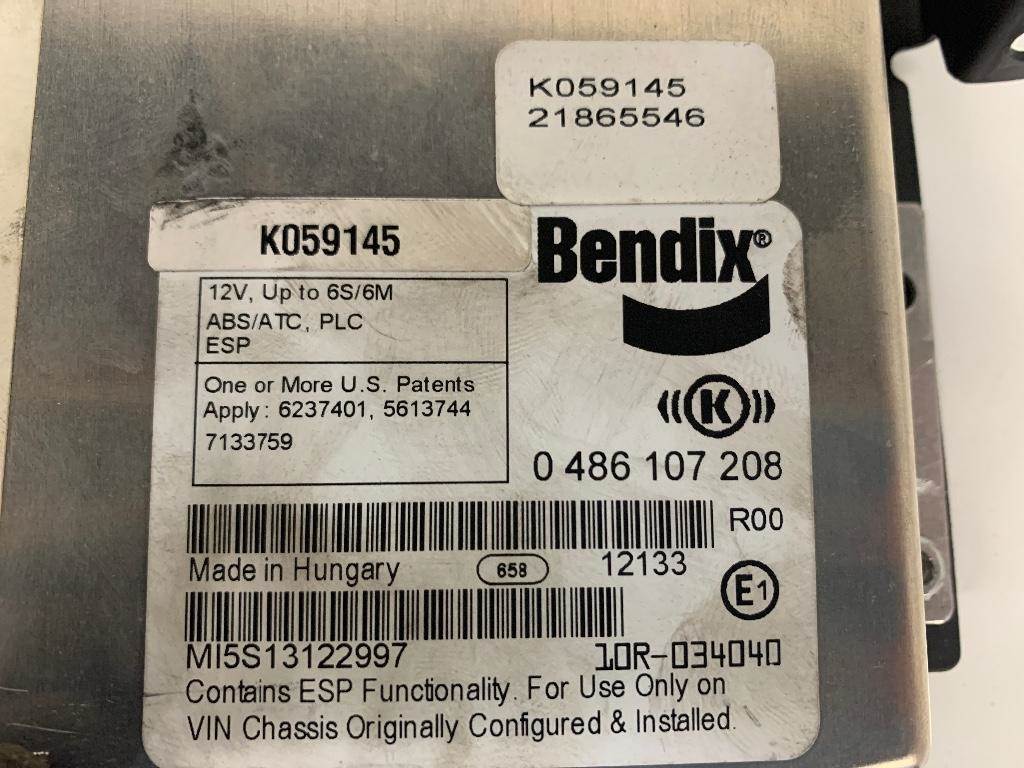 K059145
21865546
K059145
Bendix®
12V, Up to 6S/6M
ABS/ATC, PLC
ESP
One or More U.S. Patents
Apply: 6237401, 5613744
7133759
K
0 486 107 208
R00
Made in Hungary
658
12133
E1
MI5S13122997
10R-034040
Contains ESP Functionality. For Use Only on
VIN Chassis Originally Configured & Installed.